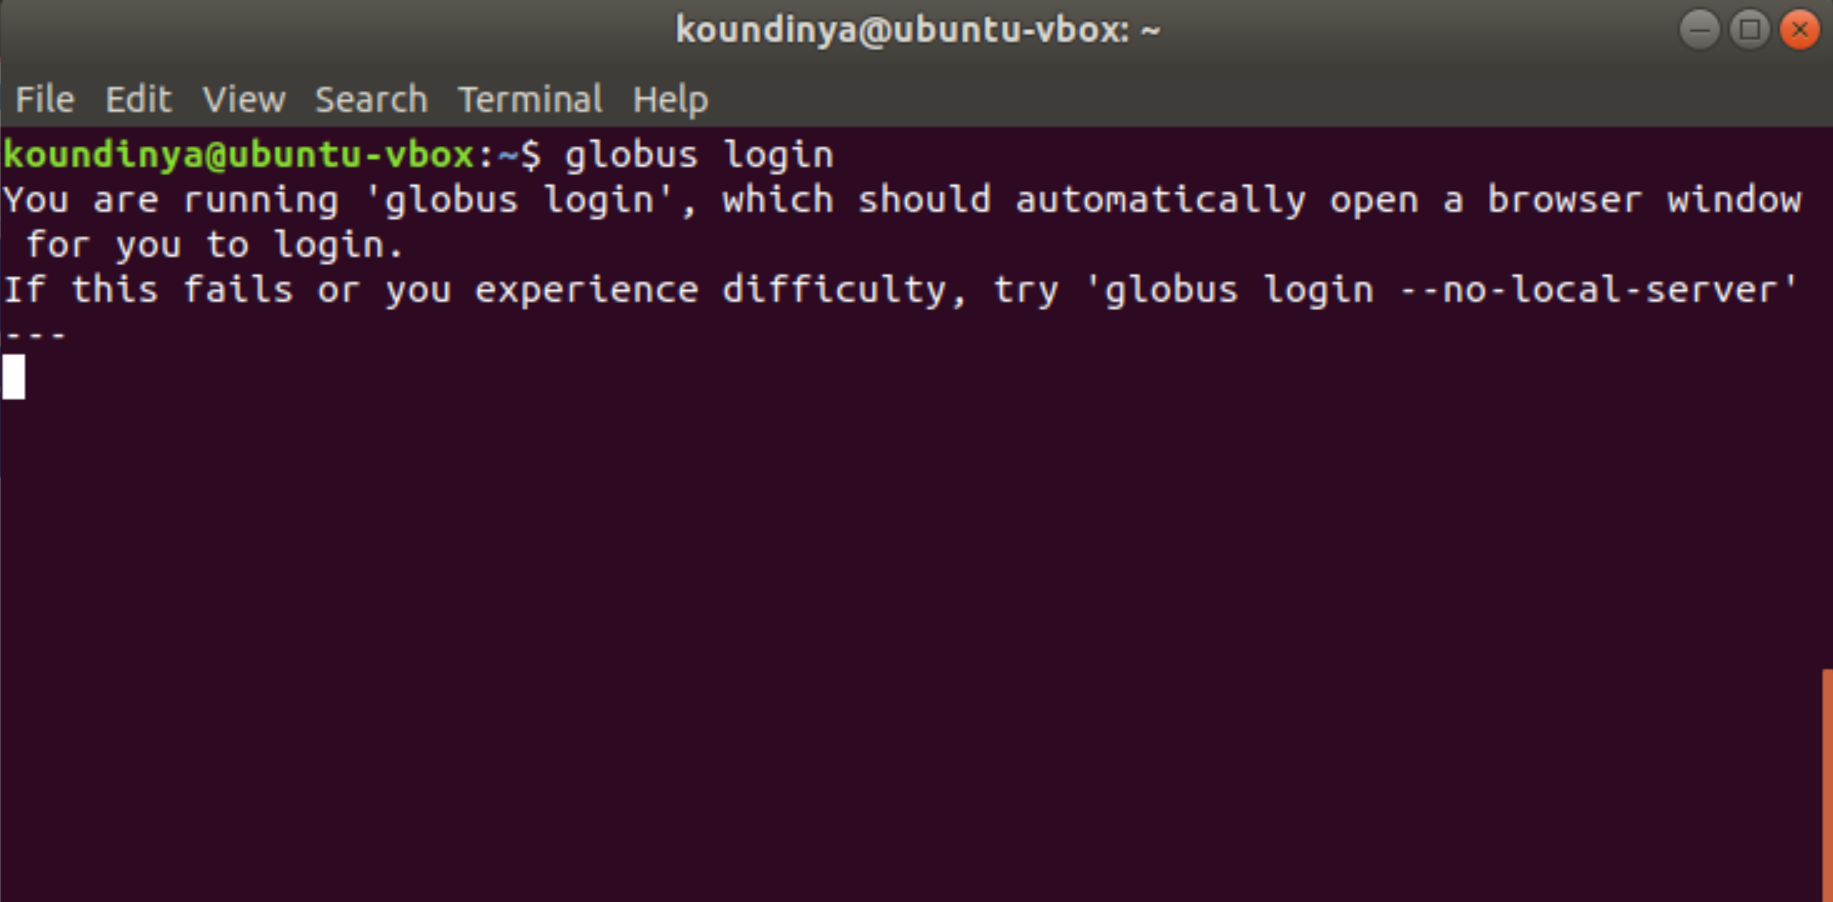 koundinya@ubuntu-vbox: ~
File Edit View Search Terminal Help
koundinya@ubuntu-vbox:~$ globus login
You are running 'globus login', which should automatically open a browser window
 for you to login.
If this fails or you experience difficulty, try 'globus login --no-local-server'
---